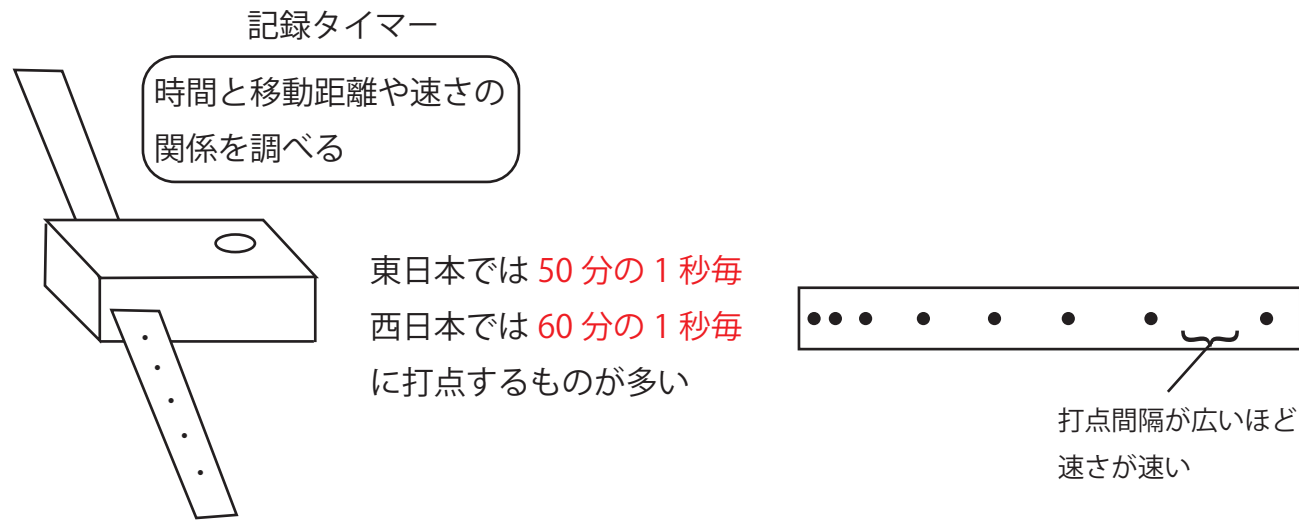 記録タイマー
時間と移動距離や速さの
関係を調べる
東日本では 50 分の 1 秒毎
西日本では 60 分の 1 秒毎
に打点するものが多い
打点間隔が広いほど
速さが速い